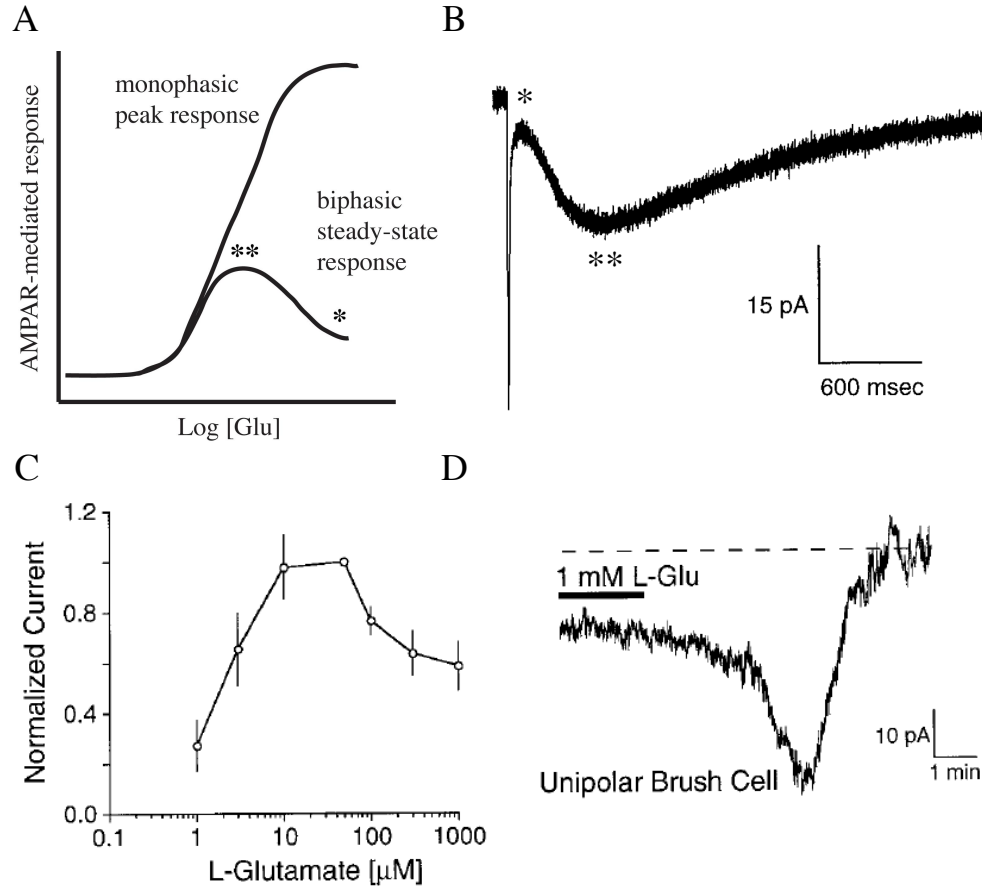 A
AMPAR-mediated response
monophasic
peak response
biphasic
steady-state
response
**
*
Log [Glu]
B
*
**
15 pA
600 msec
C
Normalized Current
1.2
0.8
0.4
0.0
0.1
1
10
100
1000
L-Glutamate [μM]
D
1 mM L-Glu
10 pA
1 min
Unipolar Brush Cell